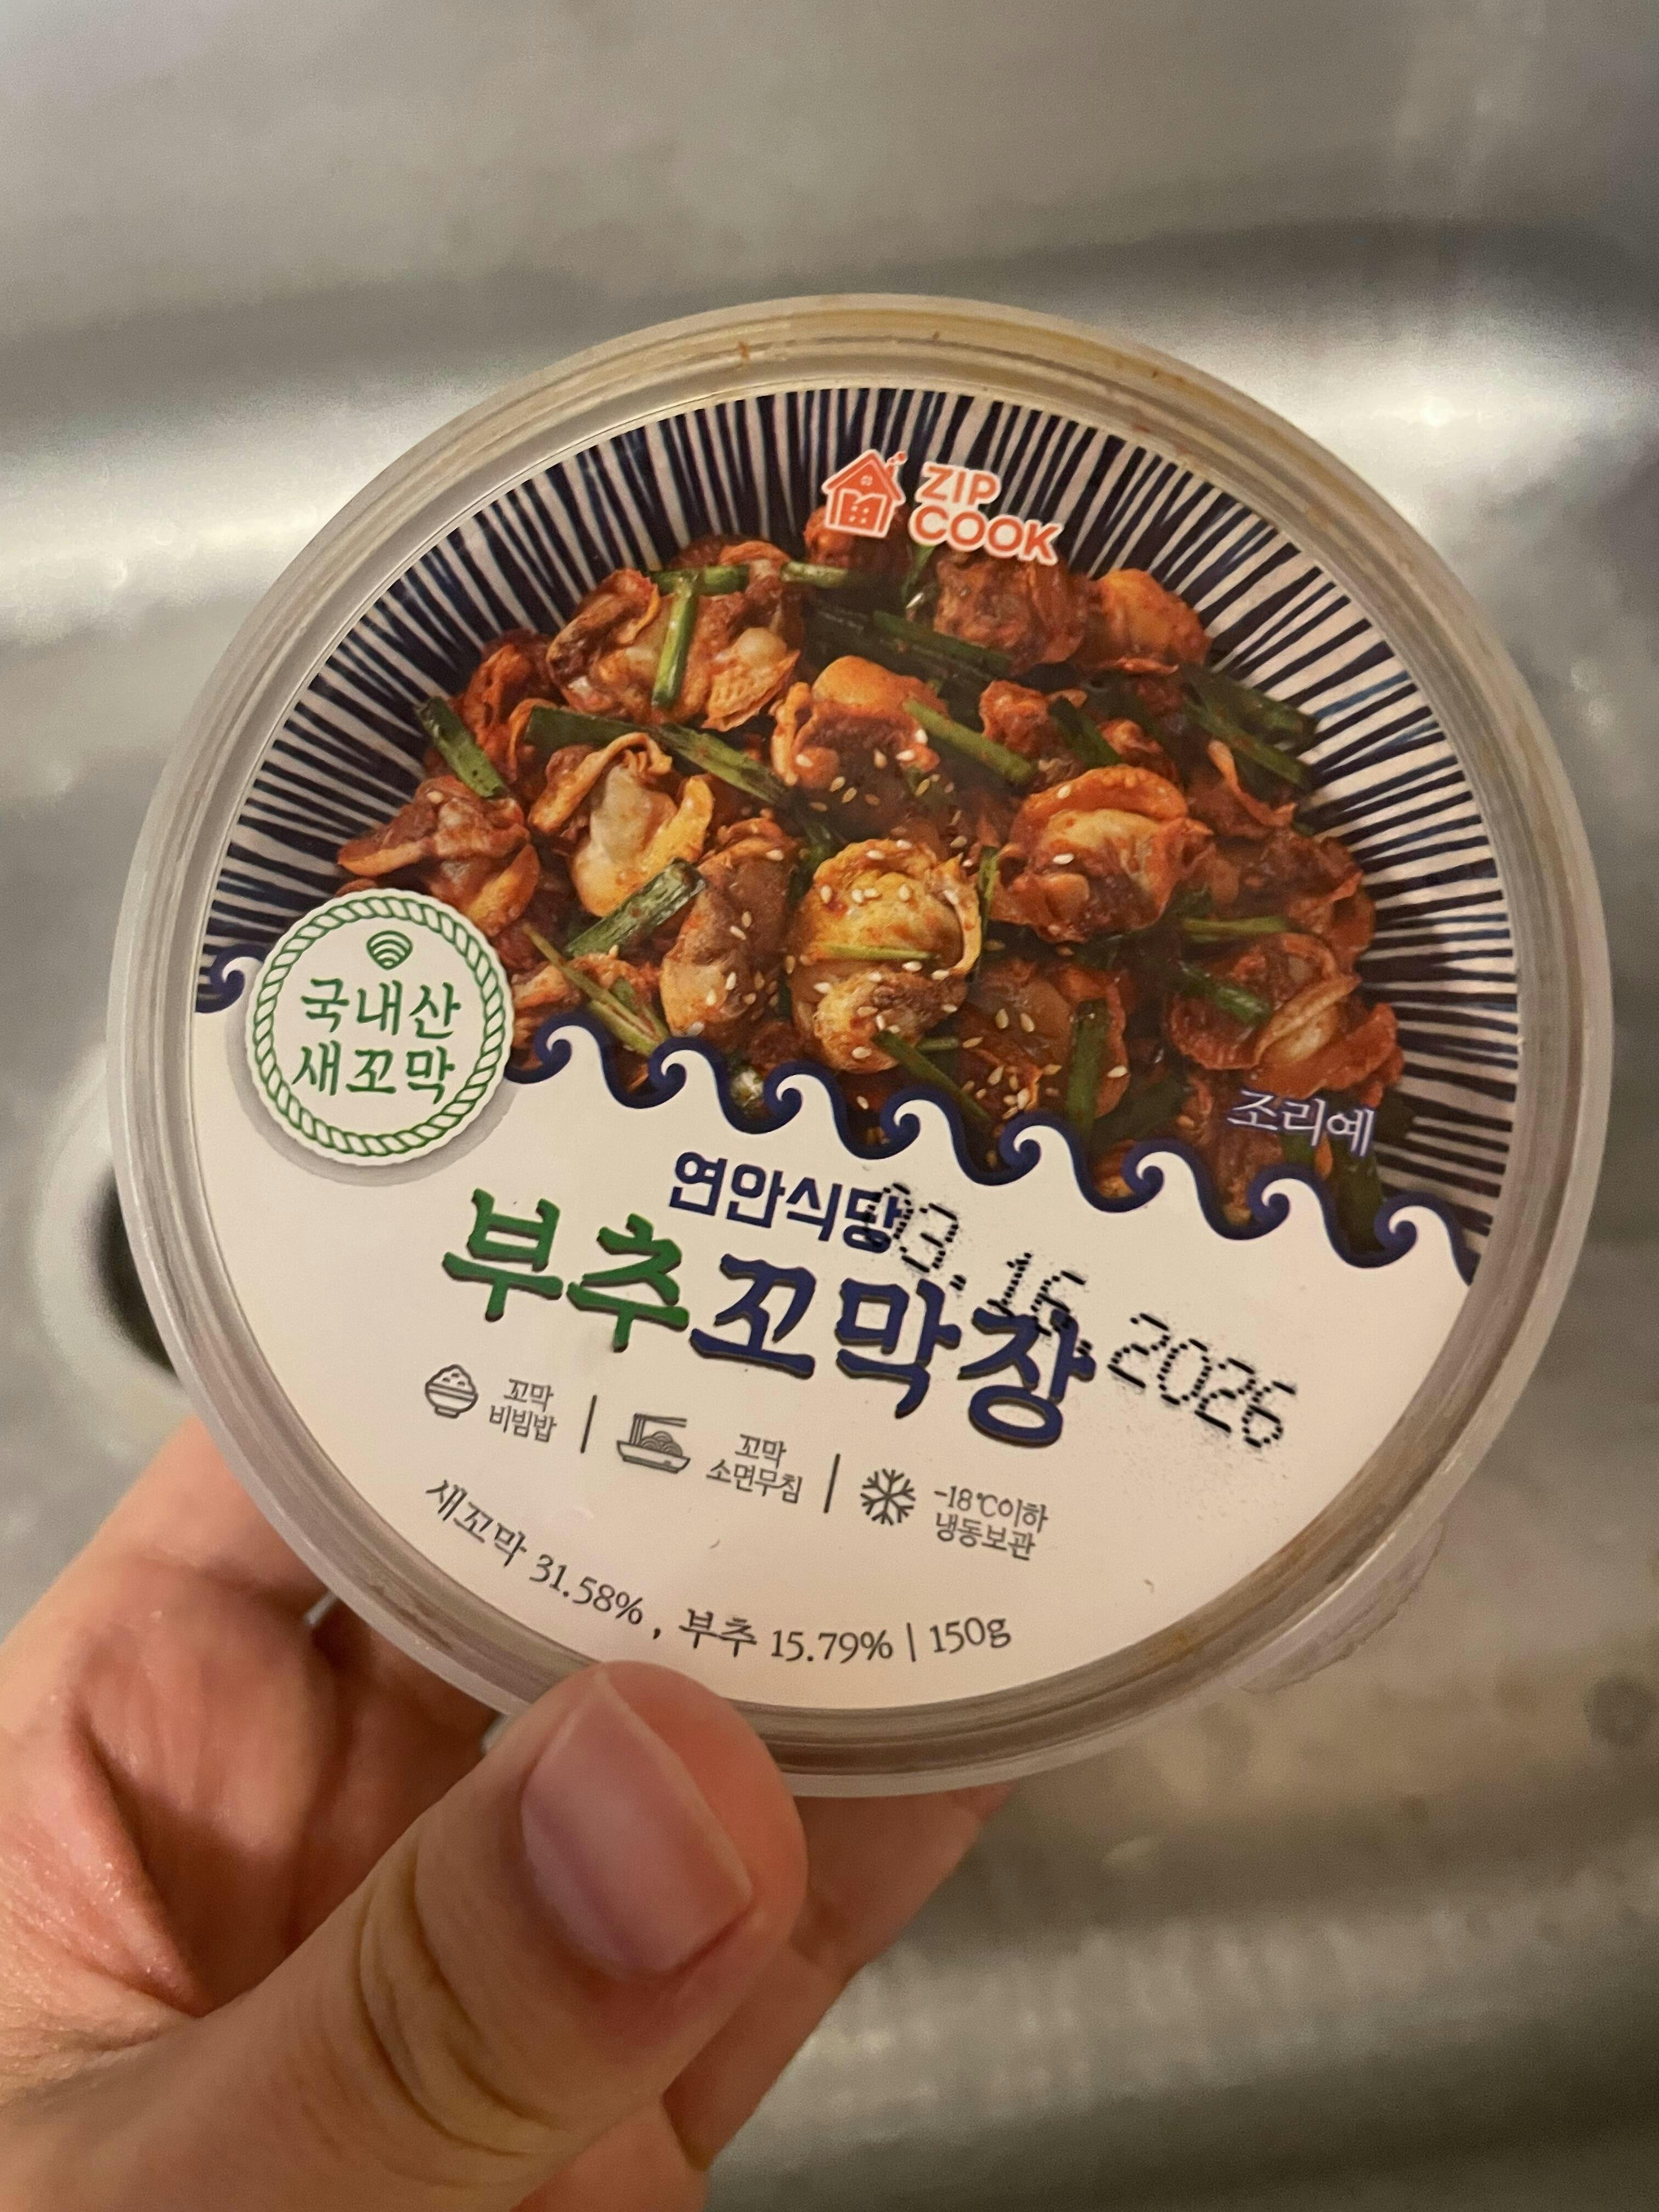 ZIP
COOK
국내산
새꼬막
조리예
연안식당
부추꼬막장
03.16.2026
꼬막
비빔밥
꼬막
소면무침
-18℃이하
냉동보관
새꼬막 31.58%, 부추 15.79% | 150g